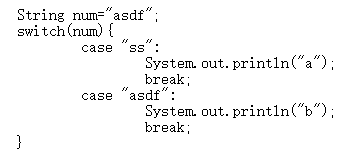 String num="asdf";
switch(num){
case "ss":
System.out.println("a");
break;
case "asdf":
System.out.println("b");
break;
}